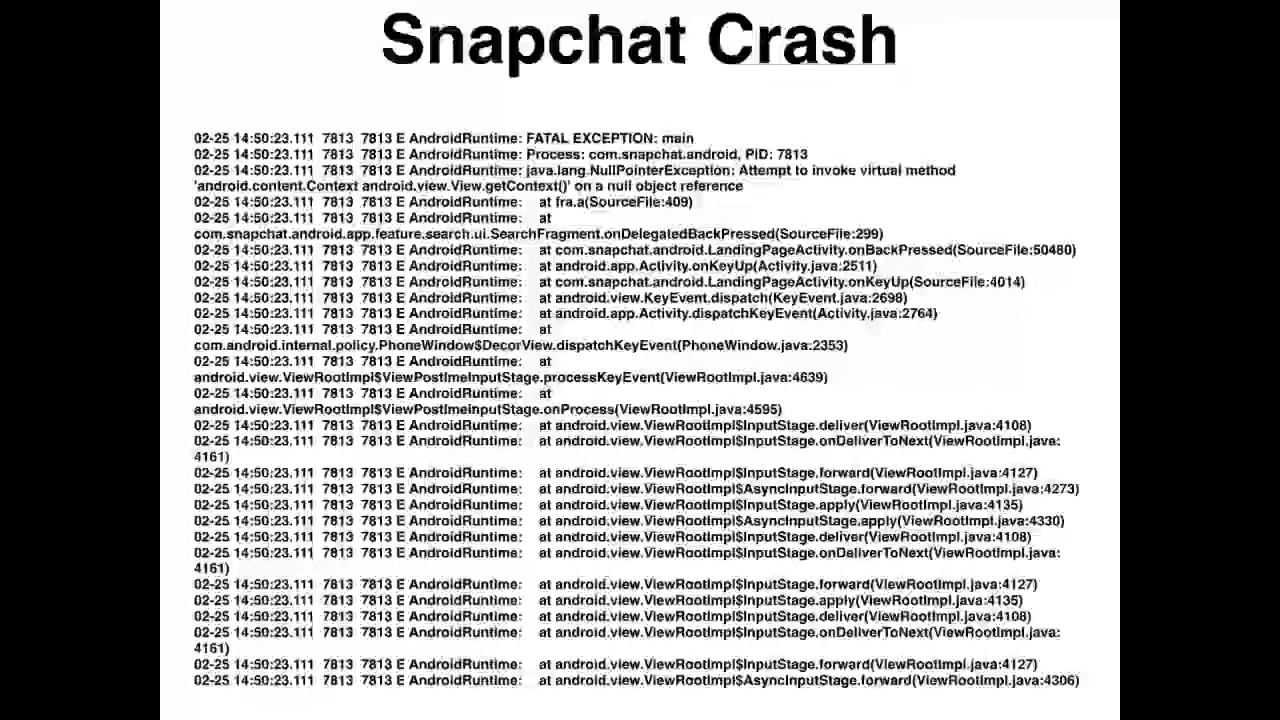 Snapchat Crash
02-25 14:50:23.111  7813  7813 E AndroidRuntime: FATAL EXCEPTION: main
02-25 14:50:23.111  7813  7813 E AndroidRuntime: Process: com.snapchat.android, PID: 7813
02-25 14:50:23.111  7813  7813 E AndroidRuntime: java.lang.NullPointerException: Attempt to invoke virtual method
'android.content.Context android.view.View.getContext()' on a null object reference
02-25 14:50:23.111  7813  7813 E AndroidRuntime:    at fra.a(SourceFile:409)
02-25 14:50:23.111  7813  7813 E AndroidRuntime:    at
com.snapchat.android.app.feature.search.ui.SearchFragment.onDelegatedBackPressed(SourceFile:299)
02-25 14:50:23.111  7813  7813 E AndroidRuntime:    at com.snapchat.android.LandingPageActivity.onBackPressed(SourceFile:50480)
02-25 14:50:23.111  7813  7813 E AndroidRuntime:    at android.app.Activity.onKeyUp(Activity.java:2511)
02-25 14:50:23.111  7813  7813 E AndroidRuntime:    at com.snapchat.android.LandingPageActivity.onKeyUp(SourceFile:4014)
02-25 14:50:23.111  7813  7813 E AndroidRuntime:    at android.view.KeyEvent.dispatch(KeyEvent.java:2698)
02-25 14:50:23.111  7813  7813 E AndroidRuntime:    at android.app.Activity.dispatchKeyEvent(Activity.java:2764)
02-25 14:50:23.111  7813  7813 E AndroidRuntime:    at
com.android.internal.policy.PhoneWindow$DecorView.dispatchKeyEvent(PhoneWindow.java:2353)
02-25 14:50:23.111  7813  7813 E AndroidRuntime:    at
android.view.ViewRootImpl$ViewPostImeInputStage.processKeyEvent(ViewRootImpl.java:4639)
02-25 14:50:23.111  7813  7813 E AndroidRuntime:    at
android.view.ViewRootImpl$ViewPostImeInputStage.onProcess(ViewRootImpl.java:4595)
02-25 14:50:23.111  7813  7813 E AndroidRuntime:    at android.view.ViewRootImpl$InputStage.deliver(ViewRootImpl.java:4108)
02-25 14:50:23.111  7813  7813 E AndroidRuntime:    at android.view.ViewRootImpl$InputStage.onDeliverToNext(ViewRootImpl.java:
4161)
02-25 14:50:23.111  7813  7813 E AndroidRuntime:    at android.view.ViewRootImpl$InputStage.forward(ViewRootImpl.java:4127)
02-25 14:50:23.111  7813  7813 E AndroidRuntime:    at android.view.ViewRootImpl$AsyncInputStage.forward(ViewRootImpl.java:4273)
02-25 14:50:23.111  7813  7813 E AndroidRuntime:    at android.view.ViewRootImpl$InputStage.apply(ViewRootImpl.java:4135)
02-25 14:50:23.111  7813  7813 E AndroidRuntime:    at android.view.ViewRootImpl$AsyncInputStage.apply(ViewRootImpl.java:4330)
02-25 14:50:23.111  7813  7813 E AndroidRuntime:    at android.view.ViewRootImpl$InputStage.deliver(ViewRootImpl.java:4108)
02-25 14:50:23.111  7813  7813 E AndroidRuntime:    at android.view.ViewRootImpl$InputStage.onDeliverToNext(ViewRootImpl.java:
4161)
02-25 14:50:23.111  7813  7813 E AndroidRuntime:    at android.view.ViewRootImpl$InputStage.forward(ViewRootImpl.java:4127)
02-25 14:50:23.111  7813  7813 E AndroidRuntime:    at android.view.ViewRootImpl$InputStage.apply(ViewRootImpl.java:4135)
02-25 14:50:23.111  7813  7813 E AndroidRuntime:    at android.view.ViewRootImpl$InputStage.deliver(ViewRootImpl.java:4108)
02-25 14:50:23.111  7813  7813 E AndroidRuntime:    at android.view.ViewRootImpl$InputStage.onDeliverToNext(ViewRootImpl.java:
4161)
02-25 14:50:23.111  7813  7813 E AndroidRuntime:    at android.view.ViewRootImpl$InputStage.forward(ViewRootImpl.java:4127)
02-25 14:50:23.111  7813  7813 E AndroidRuntime:    at android.view.ViewRootImpl$AsyncInputStage.forward(ViewRootImpl.java:4306)